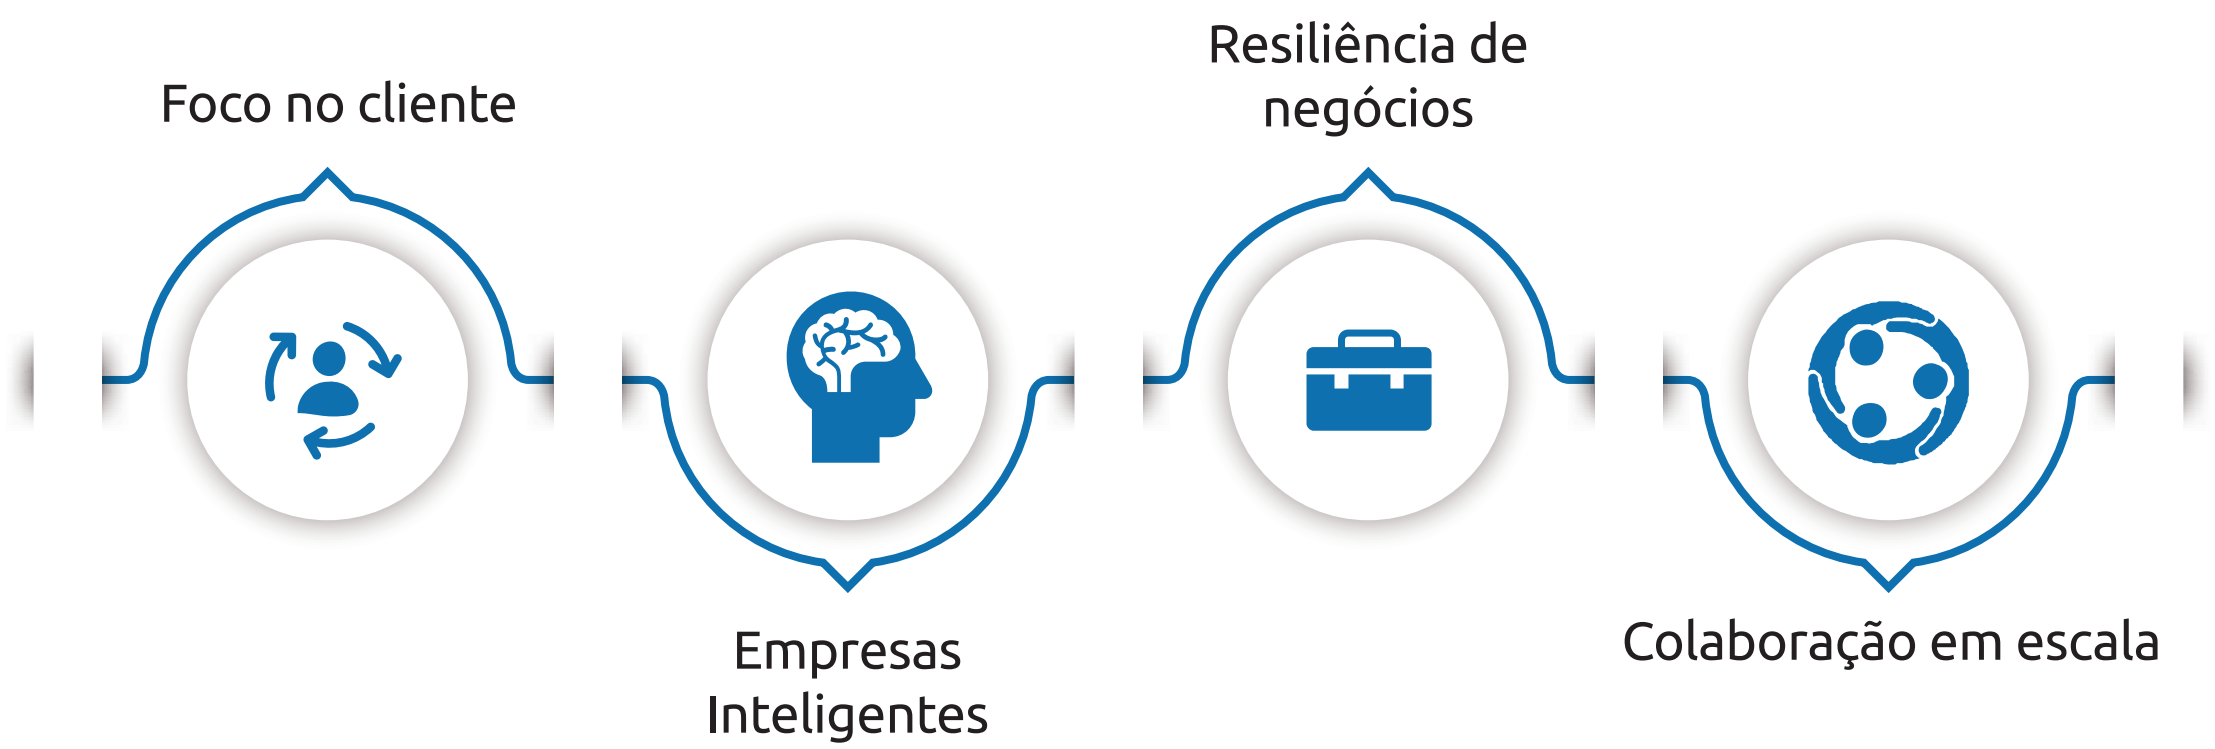 Foco no cliente
Empresas
Inteligentes
Resiliência de
negócios
Colaboração em escala